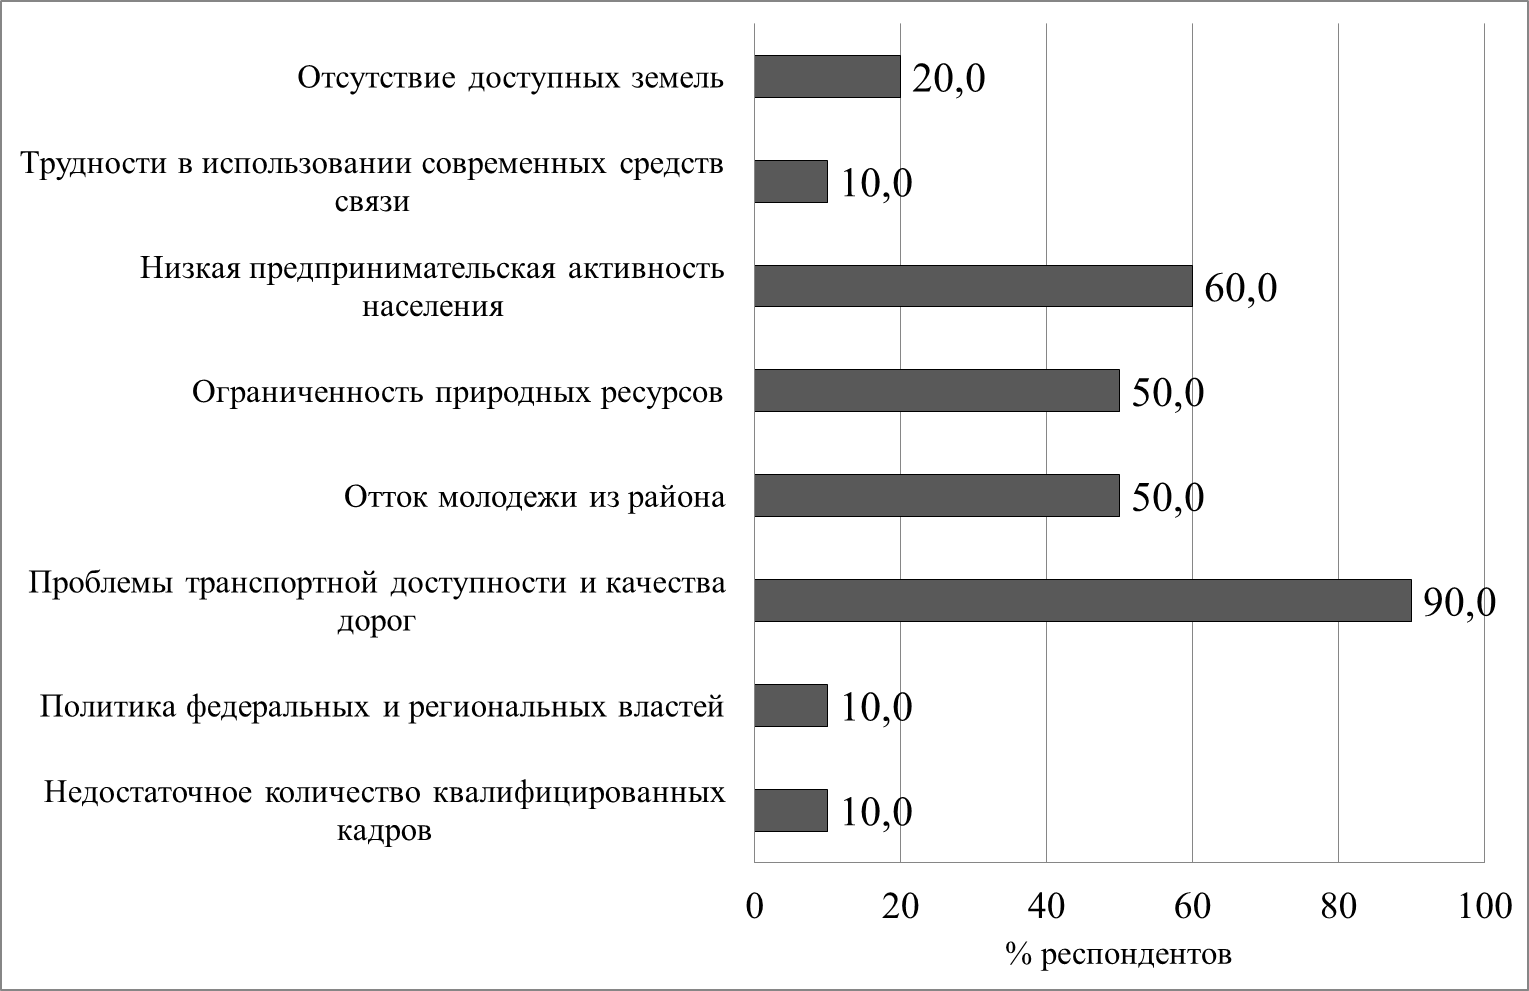 Отсутствие доступных земель
20,0
Трудности в использовании современных средств
связи
10,0
Низкая предпринимательская активность
населения
60,0
Ограниченность природных ресурсов
50,0
Отток молодежи из района
50,0
Проблемы транспортной доступности и качества
дорог
90,0
Политика федеральных и региональных властей
10,0
Недостаточное количество квалифицированных
кадров
10,0
0 20 40 60 80 100
% респондентов